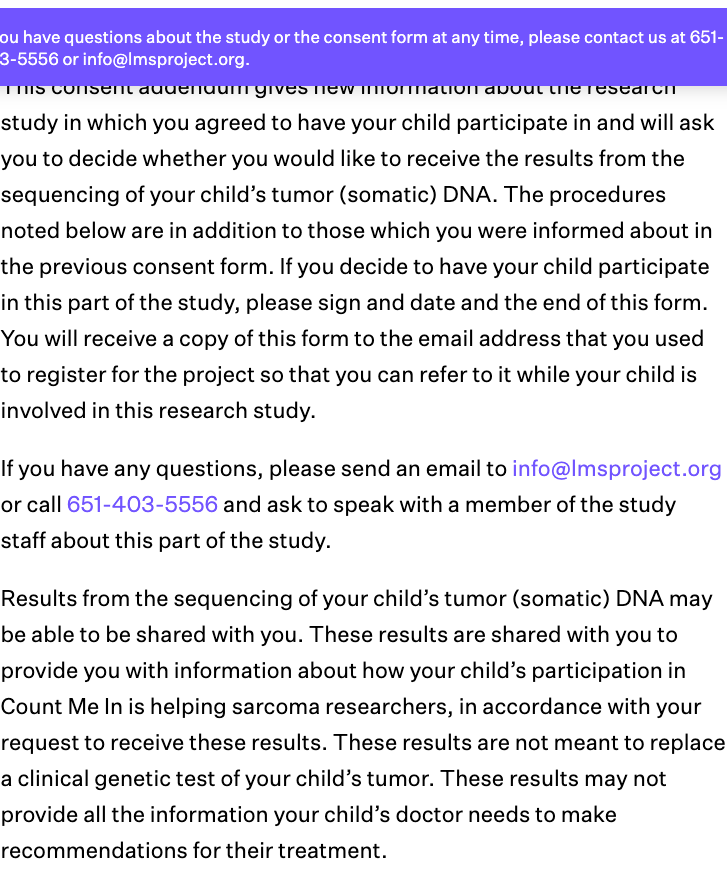 ou have questions about the study or the consent form at any time, please contact us at 651-
3-5556 or info@lmsproject.org.
This consent addendum gives new information about the research
study in which you agreed to have your child participate in and will ask
you to decide whether you would like to receive the results from the
sequencing of your child’s tumor (somatic) DNA. The procedures
noted below are in addition to those which you were informed about in
the previous consent form. If you decide to have your child participate
in this part of the study, please sign and date and the end of this form.
You will receive a copy of this form to the email address that you used
to register for the project so that you can refer to it while your child is
involved in this research study.
If you have any questions, please send an email to info@lmsproject.org
or call 651-403-5556 and ask to speak with a member of the study
staff about this part of the study.
Results from the sequencing of your child’s tumor (somatic) DNA may
be able to be shared with you. These results are shared with you to
provide you with information about how your child’s participation in
Count Me In is helping sarcoma researchers, in accordance with your
request to receive these results. These results are not meant to replace
a clinical genetic test of your child’s tumor. These results may not
provide all the information your child’s doctor needs to make
recommendations for their treatment.